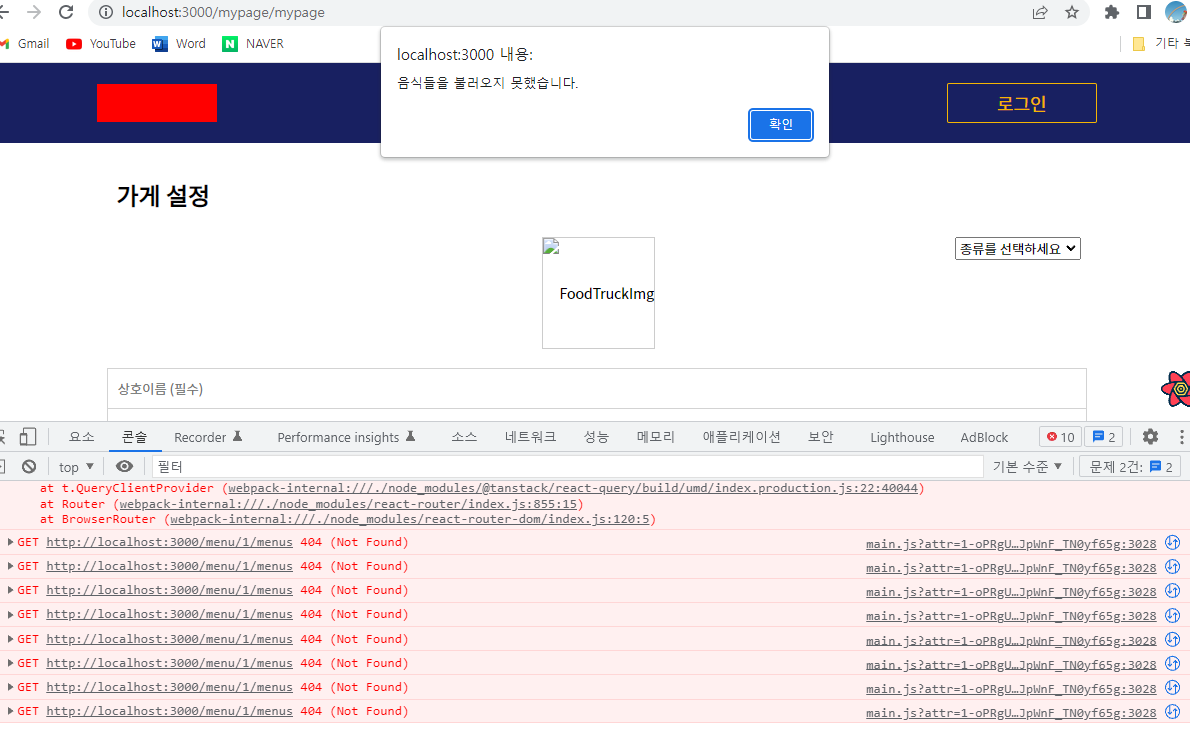 localhost:3000/mypage/mypage
Gmail YouTube Word NAVER 기타 북
localhost:3000 내용:
음식들을 불러오지 못했습니다.
확인
로그인
가게 설정
종류를 선택하세요
FoodTruckImg
상호이름 (필수)
요소 콘솔 Recorder Performance insights 소스 네트워크 성능 메모리 애플리케이션 보안 Lighthouse AdBlock 10 2
top 필터 기본 수준 문제 2건: 2
at t.QueryClientProvider (webpack-internal:///./node_modules/@tanstack/react-query/build/umd/index.production.js:22:40044)
at Router (webpack-internal:///./node_modules/react-router/index.js:855:15)
at BrowserRouter (webpack-internal:///./node_modules/react-router-dom/index.js:120:5)
GET http://localhost:3000/menu/1/menus 404 (Not Found) main.js?attr=1-oPRgU…JpWnF_TN0yf65g:3028
GET http://localhost:3000/menu/1/menus 404 (Not Found) main.js?attr=1-oPRgU…JpWnF_TN0yf65g:3028
GET http://localhost:3000/menu/1/menus 404 (Not Found) main.js?attr=1-oPRgU…JpWnF_TN0yf65g:3028
GET http://localhost:3000/menu/1/menus 404 (Not Found) main.js?attr=1-oPRgU…JpWnF_TN0yf65g:3028
GET http://localhost:3000/menu/1/menus 404 (Not Found) main.js?attr=1-oPRgU…JpWnF_TN0yf65g:3028
GET http://localhost:3000/menu/1/menus 404 (Not Found) main.js?attr=1-oPRgU…JpWnF_TN0yf65g:3028
GET http://localhost:3000/menu/1/menus 404 (Not Found) main.js?attr=1-oPRgU…JpWnF_TN0yf65g:3028
GET http://localhost:3000/menu/1/menus 404 (Not Found) main.js?attr=1-oPRgU…JpWnF_TN0yf65g:3028